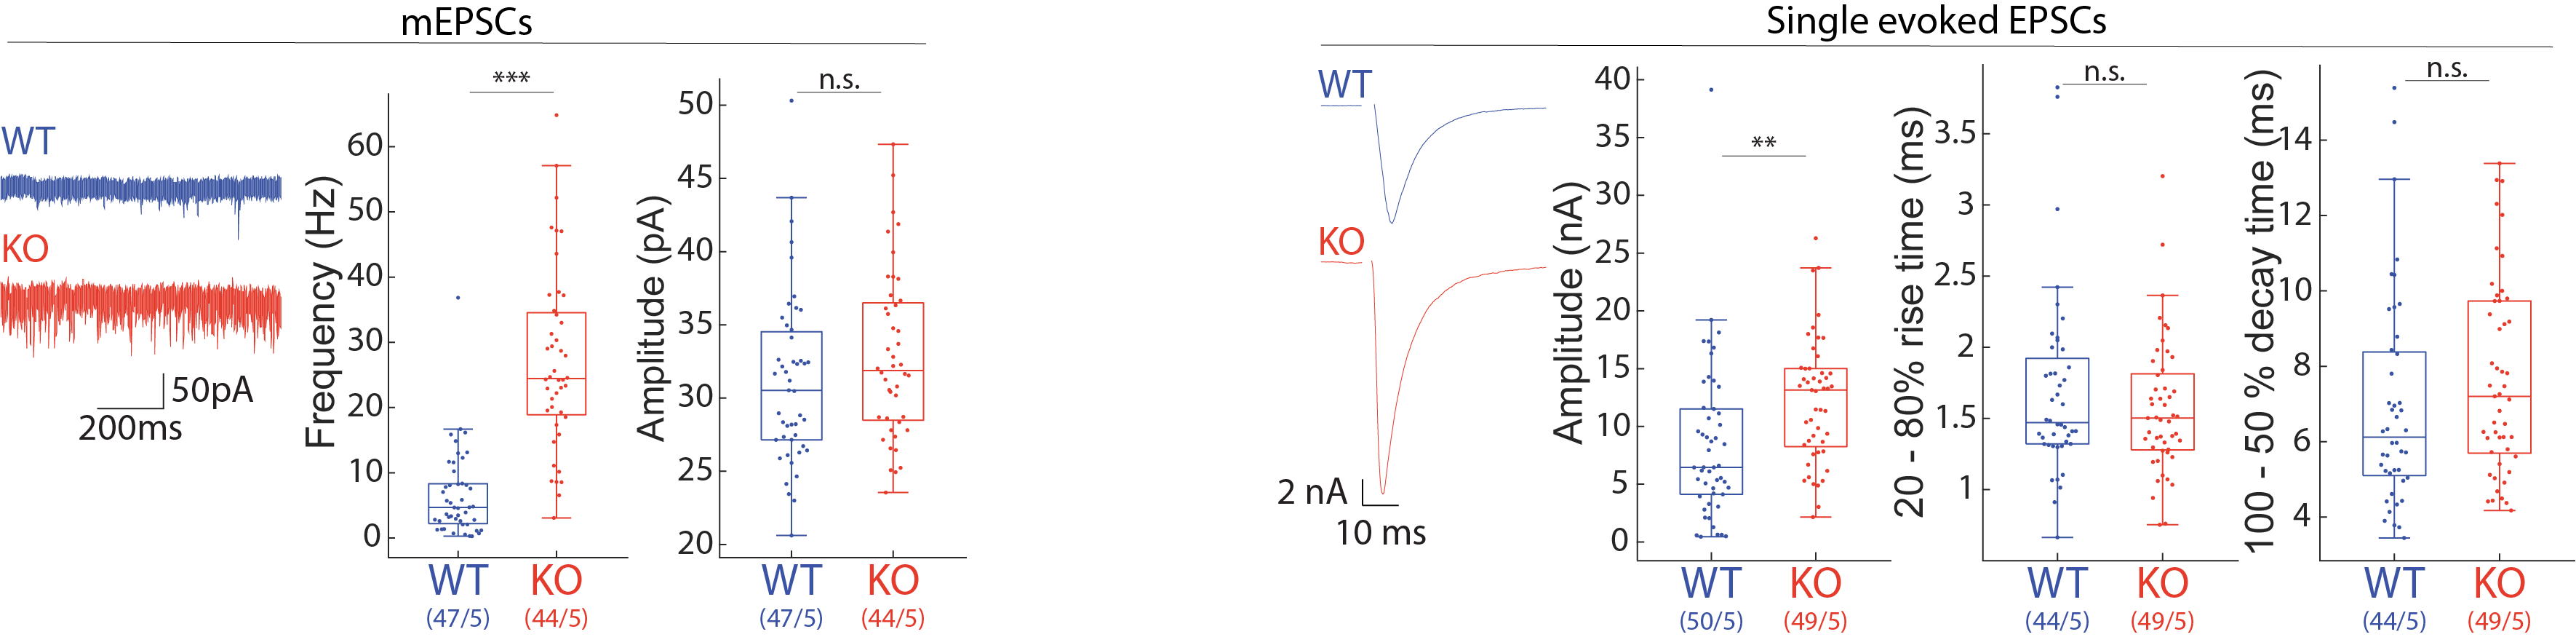 mEPSCs
WT
KO
50pA
200ms
Frequency (Hz)
60
50
40
30
20
10
0
***
WT
KO
(47/5)
(44/5)
Amplitude (pA)
50
45
40
35
30
25
20
n.s.
WT
KO
(47/5)
(44/5)
Single evoked EPSCs
WT
KO
2 nA
10 ms
Amplitude (nA)
40
35
30
25
20
15
10
5
0
**
WT
KO
(50/5)
(49/5)
20 - 80% rise time (ms)
3.5
3
2.5
2
1.5
1
n.s.
WT
KO
(44/5)
(49/5)
100 - 50 % decay time (ms)
14
12
10
8
6
4
n.s.
WT
KO
(44/5)
(49/5)